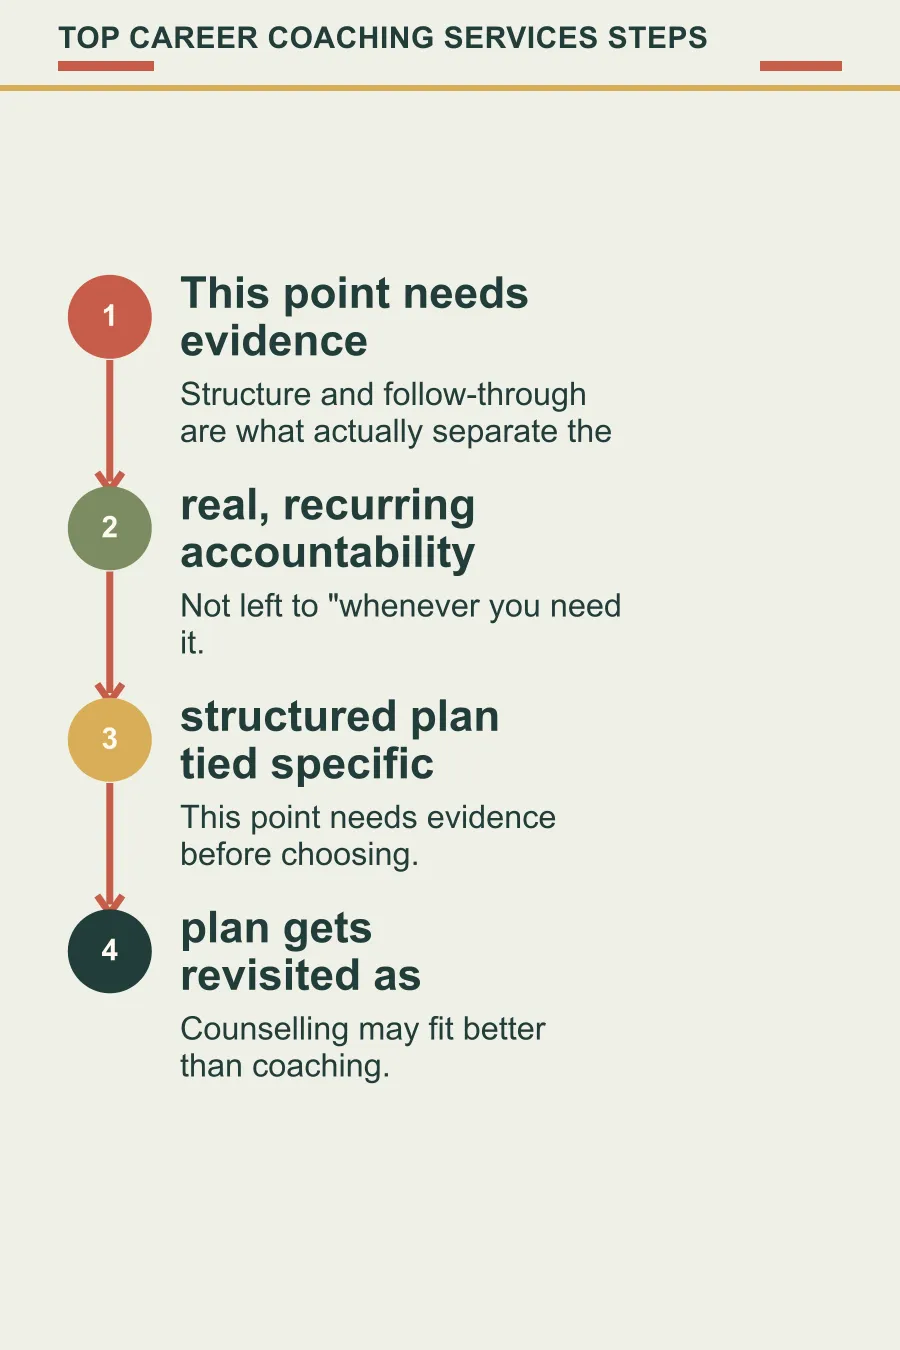 TOP CAREER COACHING SERVICES STEPS
1
This point needs
evidence
Structure and follow-through
are what actually separate the
2
real, recurring
accountability
Not left to "whenever you need
it.
3
structured plan
tied specific
This point needs evidence
before choosing.
4
plan gets
revisited as
Counselling may fit better
than coaching.